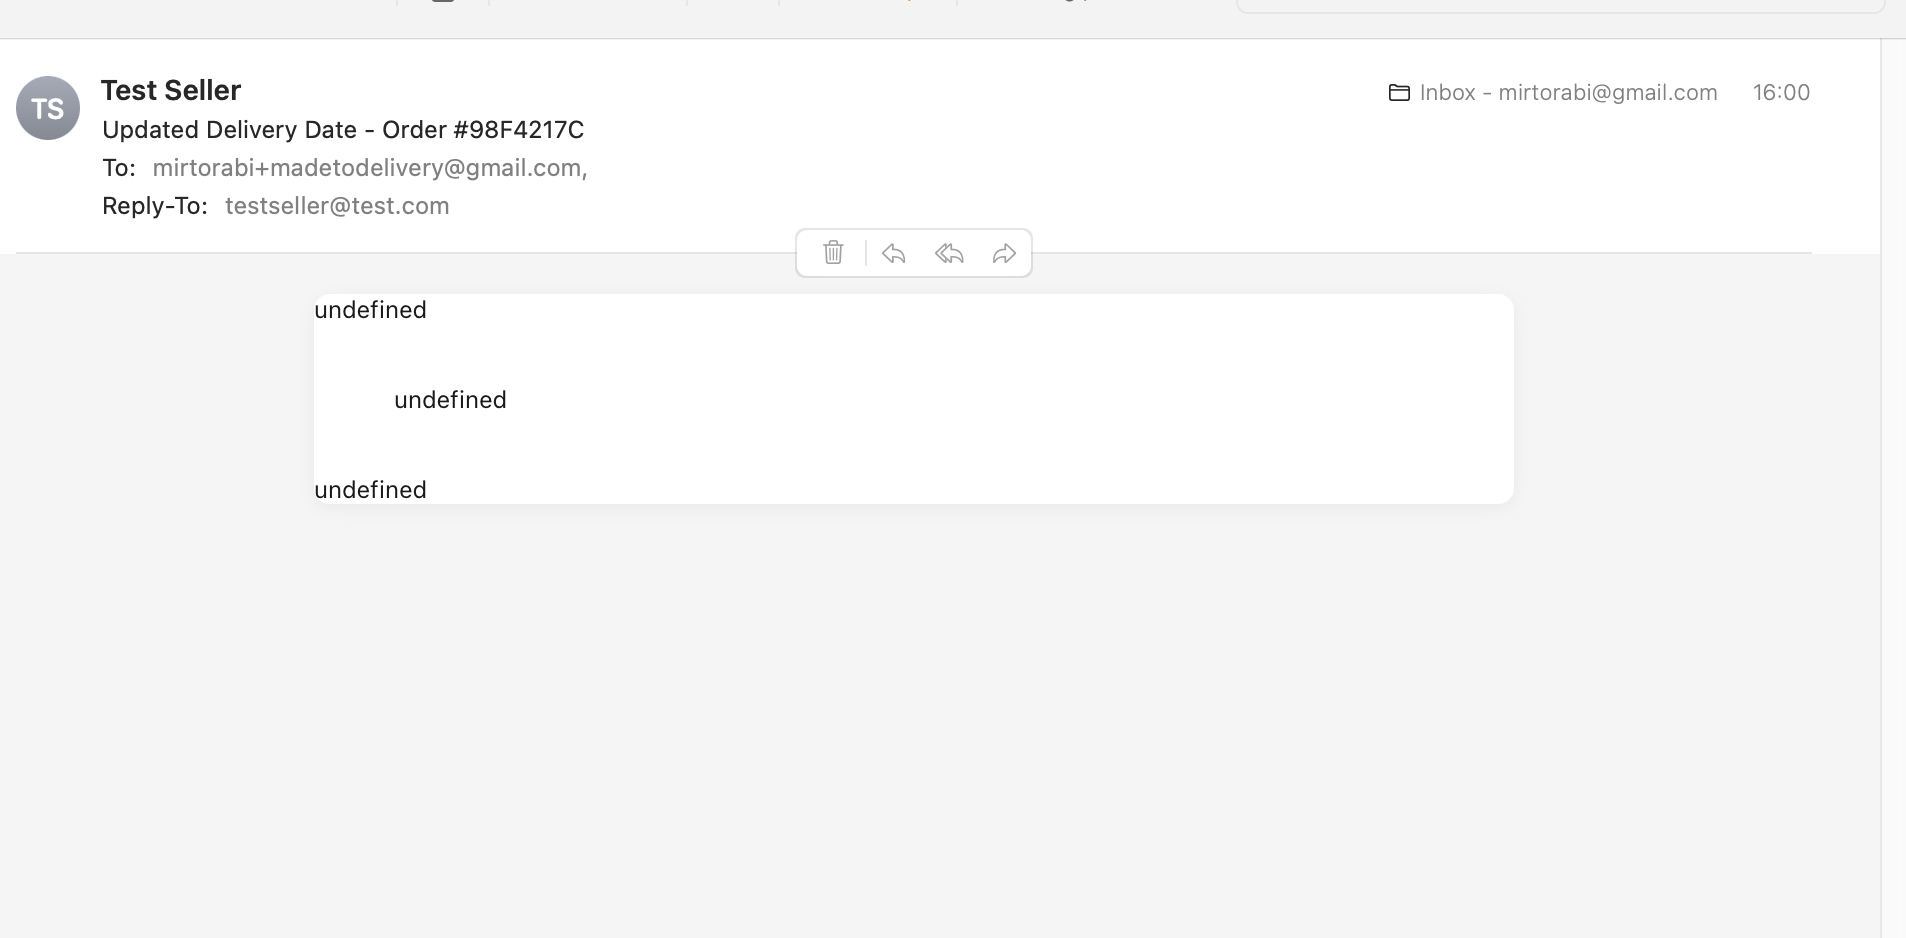 TS
Test Seller
Inbox - mirtorabi@gmail.com 16:00
Updated Delivery Date - Order #98F4217C
To: mirtorabi+madetodelivery@gmail.com,
Reply-To: testseller@test.com
undefined
undefined
undefined